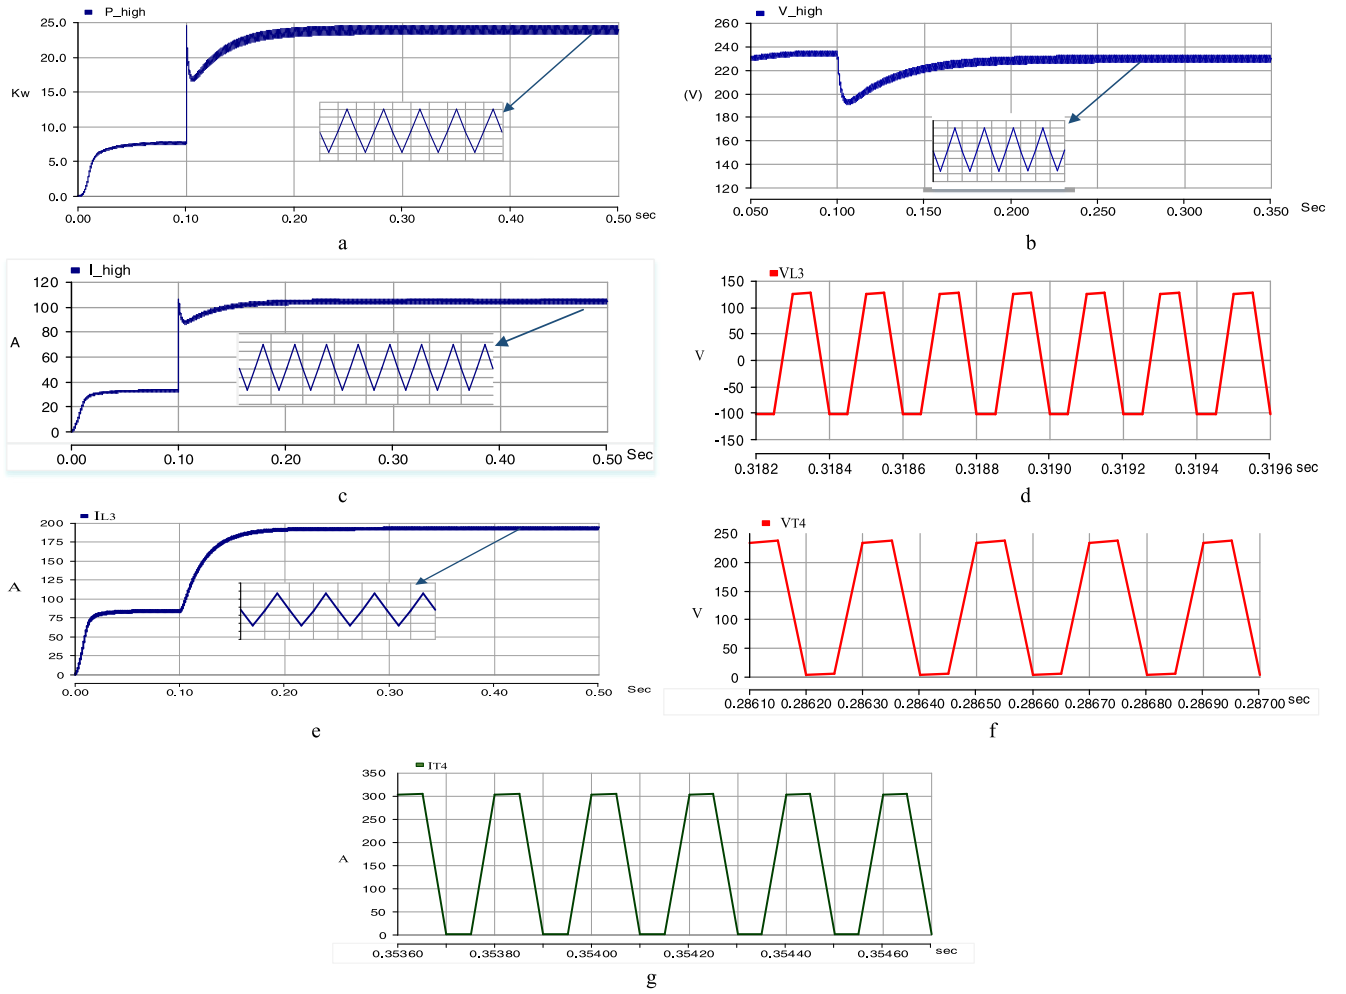 P_high
25.0
20.0
Kw
15.0
10.0
5.0
0.0
0.00 0.10 0.20 0.30 0.40 0.50 sec
a
V_high
260
240
220
(V)
200
180
160
140
120
0.050 0.100 0.150 0.200 0.250 0.300 0.350 Sec
b
I_high
120
100
80
A
60
40
20
0
0.00 0.10 0.20 0.30 0.40 0.50 Sec
c
VL3
150
100
50
V
0
-50
-100
-150
0.3182 0.3184 0.3186 0.3188 0.3190 0.3192 0.3194 0.3196 sec
d
IL3
200
175
150
125
A
100
75
50
25
0
0.00 0.10 0.20 0.30 0.40 0.50 Sec
e
VT4
250
200
150
V
100
50
0
0.28610 0.28620 0.28630 0.28640 0.28650 0.28660 0.28670 0.28680 0.28690 0.28700 sec
f
IT4
350
300
250
200
A
150
100
50
0
0.35360 0.35380 0.35400 0.35420 0.35440 0.35460 sec
g